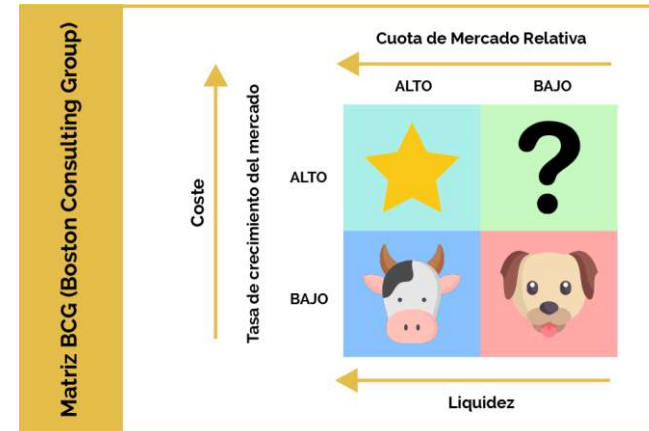 Matriz BCG (Boston Consulting Group)
Coste
Tasa de crecimiento del mercado
Cuota de Mercado Relativa
ALTO
BAJO
ALTO
?
BAJO
Liquidez